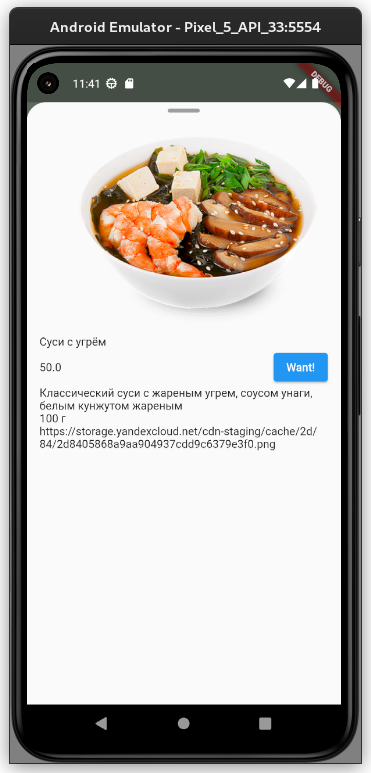 Android Emulator - Pixel_5_API_33:5554
11:41
DEBUG
Суси с угрём
50.0
Want!
Классический суси с жареным угрем, соусом унаги,
белым кунжутом жареным
100 г
https://storage.yandexcloud.net/cdn-staging/cache/2d/
84/2d8405868a9aa904937cdd9c6379e3f0.png